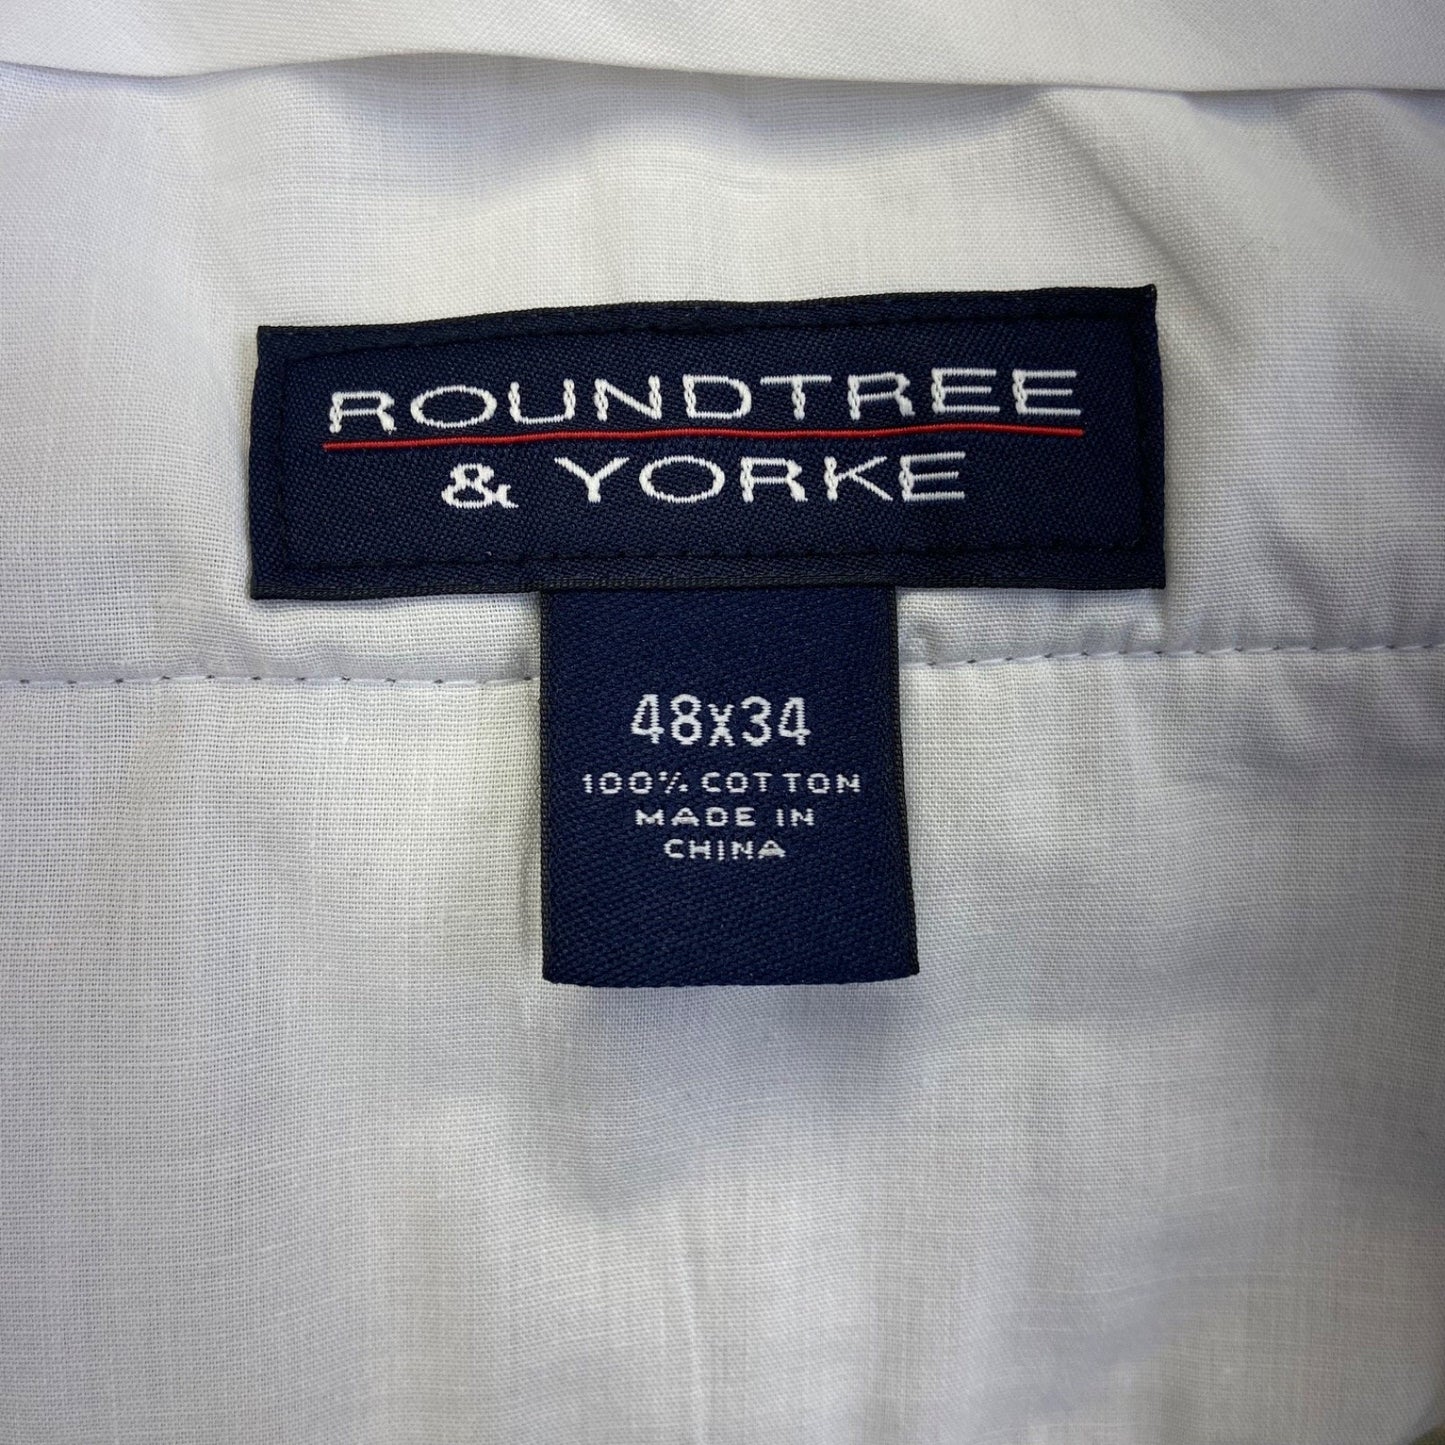 ROUNDTREE
& YORKE
48X34
100% COTTON
MADE IN
CHINA